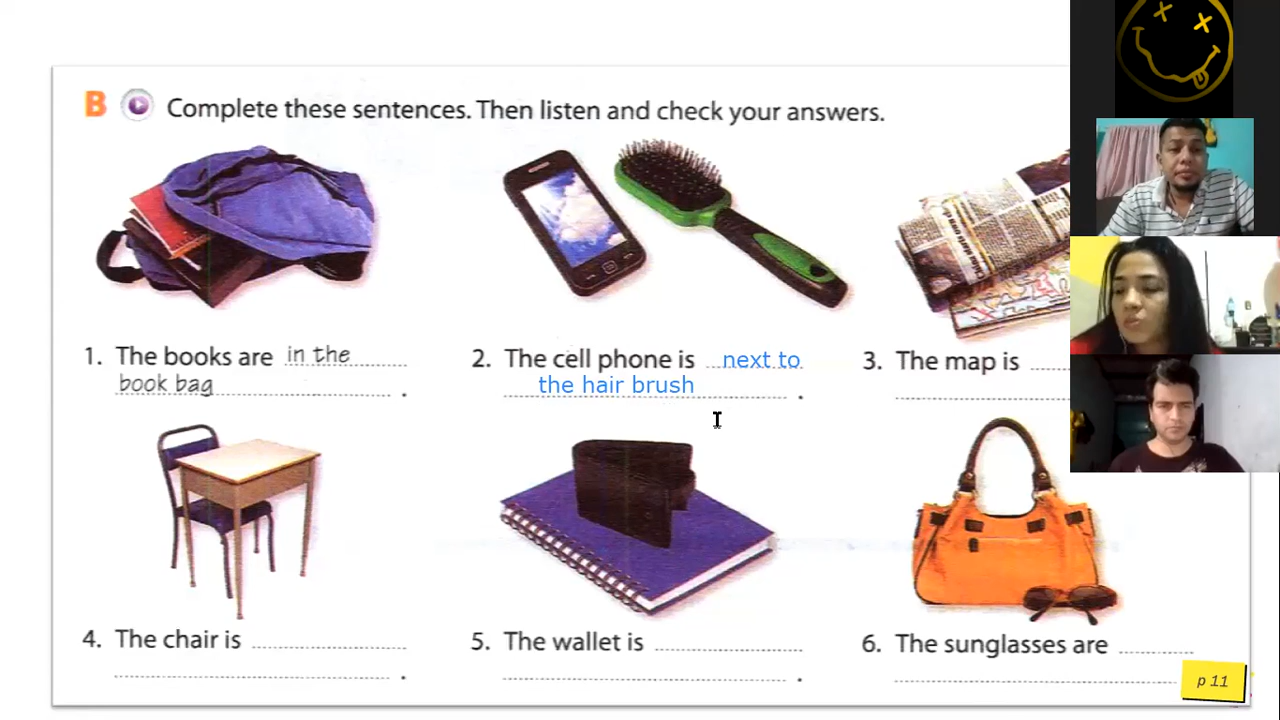 B Complete these sentences. Then listen and check your answers.
1. The books are in the
book bag .
2. The cell phone is next to
the hair brush .
3. The map is
4. The chair is
.
5. The wallet is
.
6. The sunglasses are
p 11